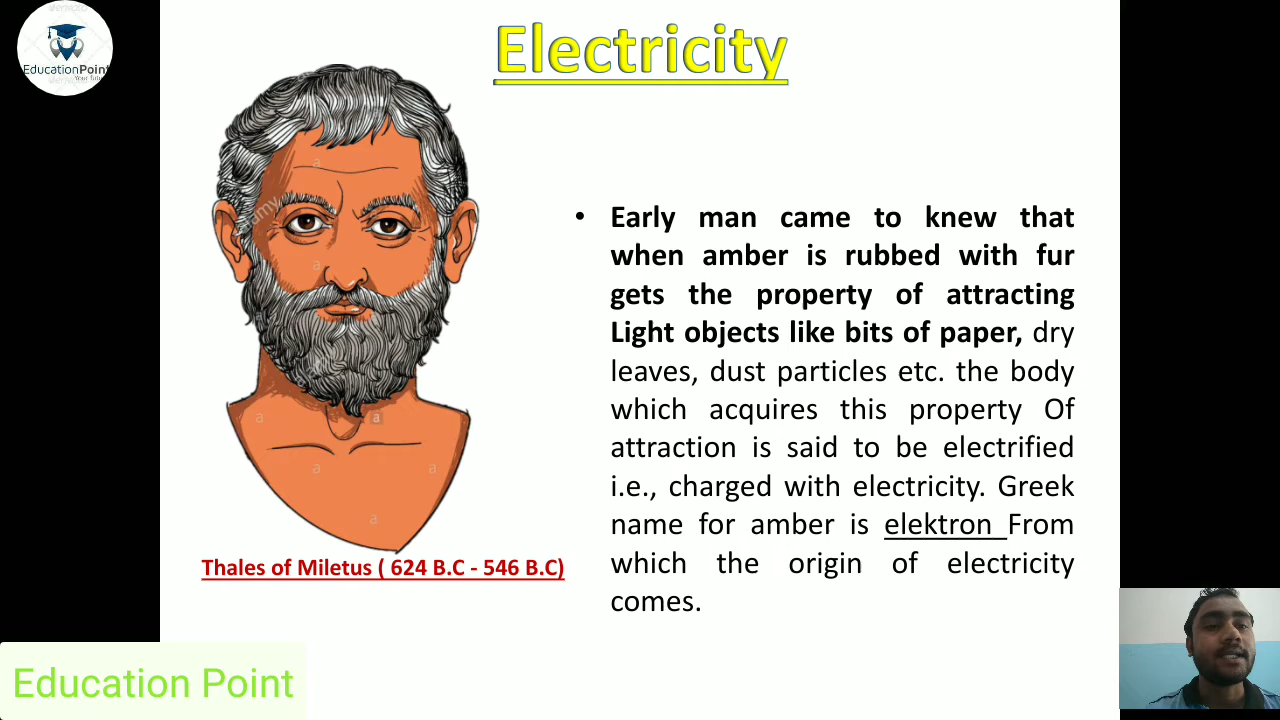 EducationPoint
Your Tutor
Electricity
• Early man came to knew that
when amber is rubbed with fur
gets the property of attracting
Light objects like bits of paper, dry
leaves, dust particles etc. the body
which acquires this property Of
attraction is said to be electrified
i.e., charged with electricity. Greek
name for amber is elektron From
which the origin of electricity
comes.
Thales of Miletus ( 624 B.C - 546 B.C)
Education Point